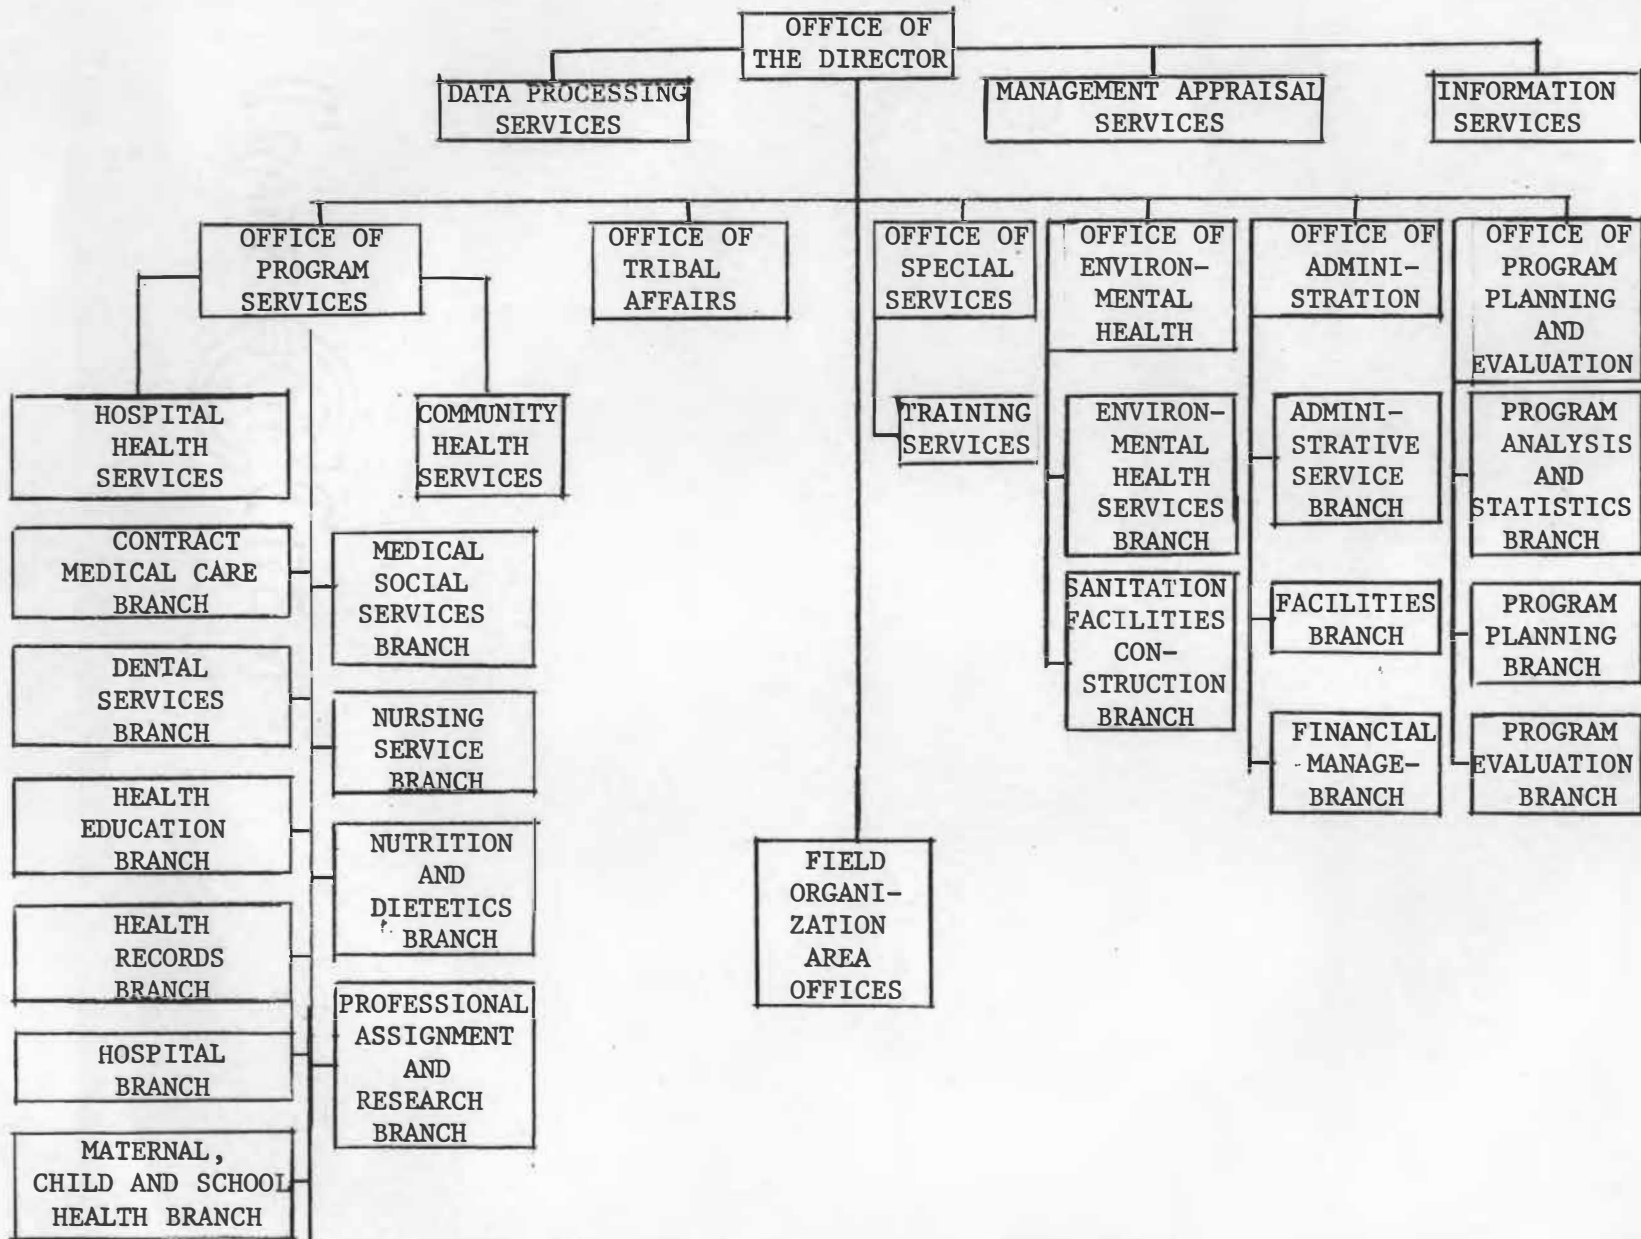 OFFICE OF
THE DIRECTOR
DATA PROCESSING
SERVICES
MANAGEMENT APPRAISAL
SERVICES
INFORMATION
SERVICES
OFFICE OF
PROGRAM
SERVICES
OFFICE OF
TRIBAL
AFFAIRS
OFFICE OF
SPECIAL
SERVICES
OFFICE OF
ENVIRON-
MENTAL
HEALTH
OFFICE OF
ADMINI-
STRATION
OFFICE OF
PROGRAM
PLANNING
AND
EVALUATION
HOSPITAL
HEALTH
SERVICES
COMMUNITY
HEALTH
SERVICES
TRAINING
SERVICES
ENVIRON-
MENTAL
HEALTH
SERVICES
BRANCH
ADMINI-
STRATIVE
SERVICE
BRANCH
PROGRAM
ANALYSIS
AND
STATISTICS
BRANCH
CONTRACT
MEDICAL CARE
BRANCH
MEDICAL
SOCIAL
SERVICES
BRANCH
SANITATION
FACILITIES
CON-
STRUCTION
BRANCH
FACILITIES
BRANCH
PROGRAM
PLANNING
BRANCH
DENTAL
SERVICES
BRANCH
NURSING
SERVICE
BRANCH
FINANCIAL
MANAGE-
BRANCH
PROGRAM
EVALUATION
BRANCH
HEALTH
EDUCATION
BRANCH
NUTRITION
AND
DIETETICS
BRANCH
FIELD
ORGANI-
ZATION
AREA
OFFICES
HEALTH
RECORDS
BRANCH
PROFESSIONAL
ASSIGNMENT
AND
RESEARCH
BRANCH
HOSPITAL
BRANCH
MATERNAL,
CHILD AND SCHOOL
HEALTH BRANCH